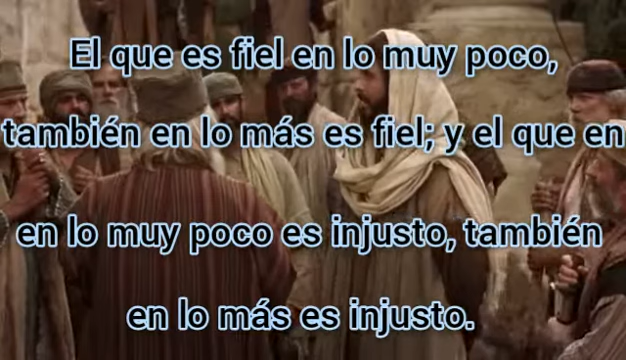 El que es fiel en lo muy poco,
también en lo más es fiel; y el que en
en lo muy poco es injusto, también
en lo más es injusto.